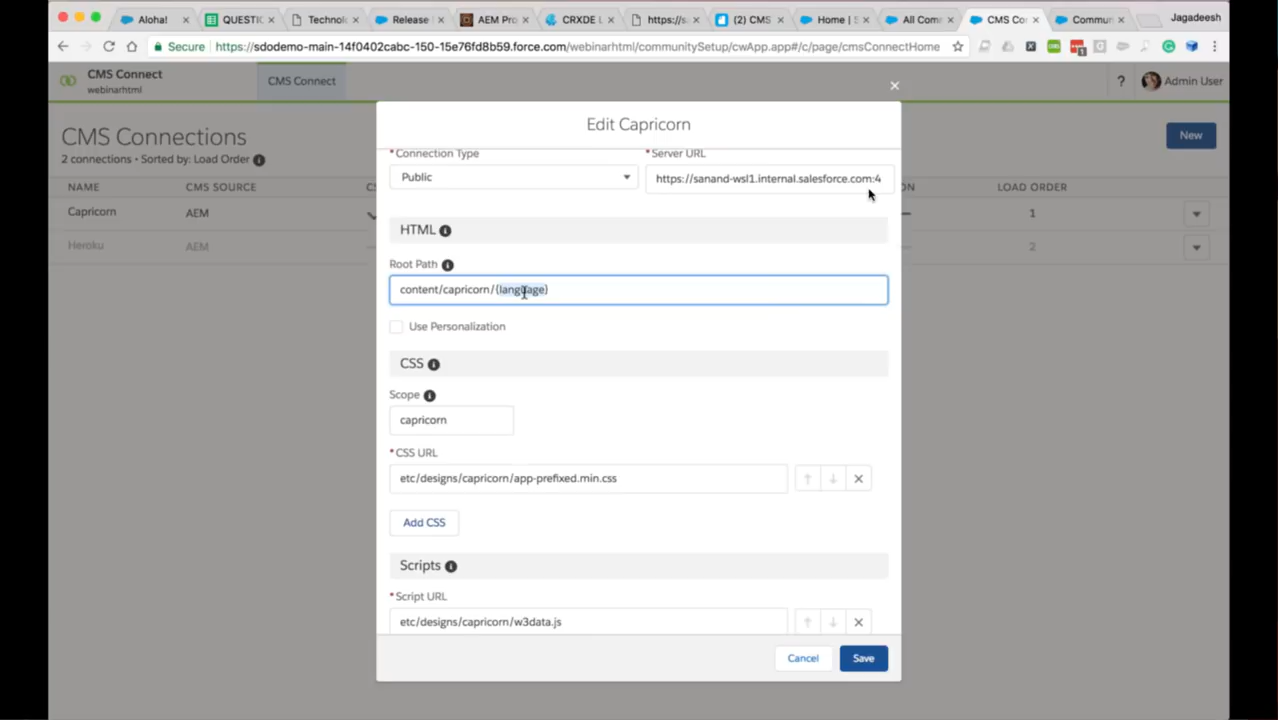 Aloha!
QUESTIC
Technol
Release
AEM Pro
CRXDE L
https://s
(2) CMS
Home | S
All Com
CMS Co
Commun
Jagadeesh
Secure
https://sdodemo-main-14f0402cabc-150-15e76fd8b59.force.com/webinarhtml/communitySetup/cwApp.app#/c/page/cmsConnectHome
1
CMS Connect
webinarhtml
CMS Connect
?
Admin User
CMS Connections
2 connections • Sorted by: Load Order
New
NAME
CMS SOURCE
CS
ON
LOAD ORDER
Capricorn
AEM
1
Heroku
AEM
2
Edit Capricorn
*Connection Type
*Server URL
Public
https://sanand-wsl1.internal.salesforce.com:4
HTML
Root Path
content/capricorn/{language}
Use Personalization
CSS
Scope
capricorn
*CSS URL
etc/designs/capricorn/app-prefixed.min.css
Add CSS
Scripts
*Script URL
etc/designs/capricorn/w3data.js
Cancel
Save